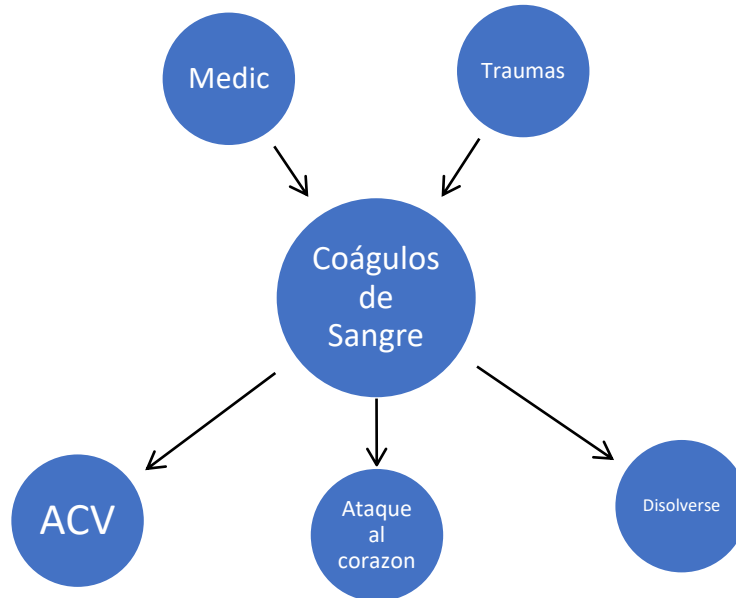 Medic
Traumas
Coágulos
de
Sangre
ACV
Ataque
al
corazon
Disolverse